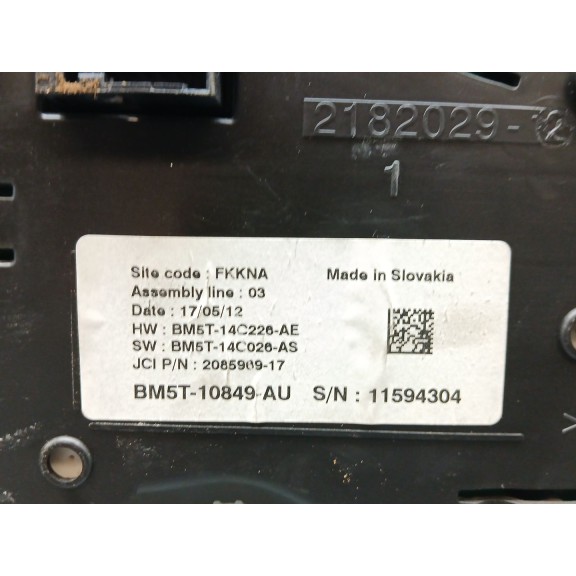 2182029-12
1
Site code : FKKNA
Made in Slovakia
Assembly line : 03
Date : 17/05/12
HW : BM5T-14C226-AE
SW : BM5T-14C026-AS
JCI P/N : 2085909-17
BM5T-10849-AU S/N : 11594304